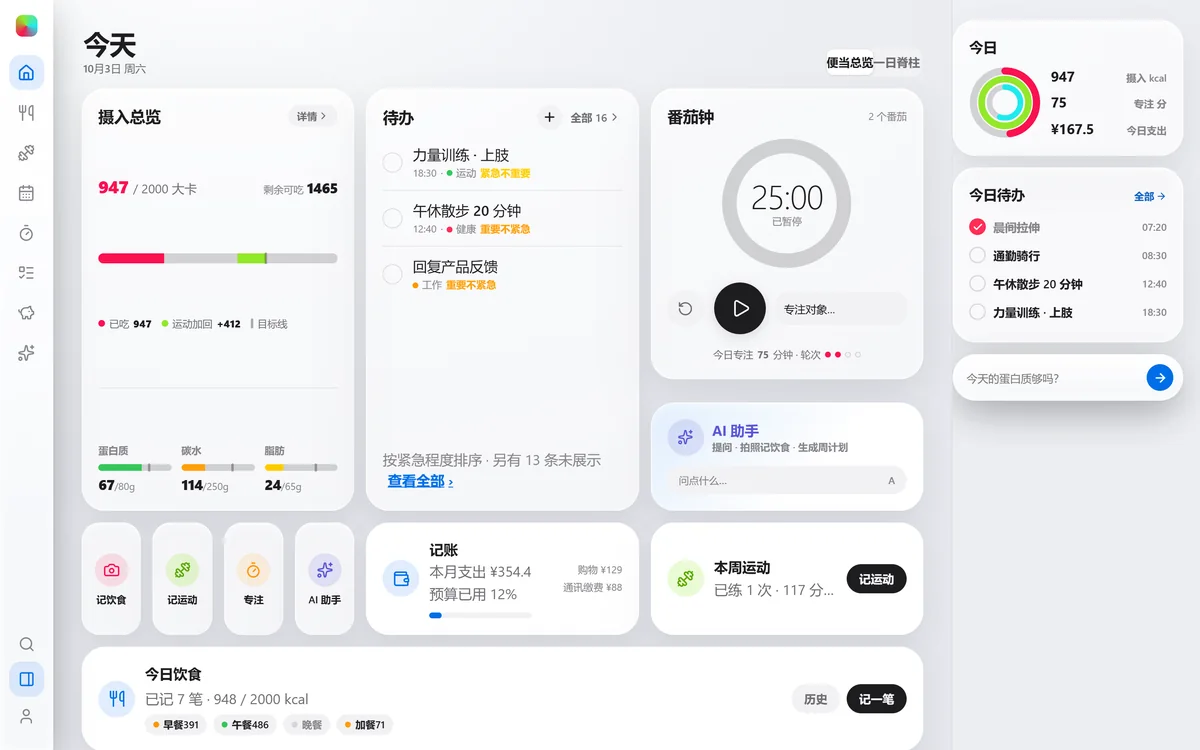 今天
10月3日 周六
便当总览 一日脊柱
摄入总览
详情 >
947 / 2000 大卡
剩余可吃 1465
已吃 947 运动加回 +412 目标线
蛋白质 碳水 脂肪
67/80g 114/250g 24/65g
待办
+ 全部 16 >
力量训练 · 上肢
18:30 · 运动 紧急不重要
午休散步 20 分钟
12:40 · 健康 重要不紧急
回复产品反馈
工作 重要不紧急
按紧急程度排序 · 另有 13 条未展示
查看全部 ›
番茄钟
2 个番茄
25:00
已暂停
专注对象...
今日专注 75 分钟 · 轮次
AI 助手
提问 · 拍照记饮食 · 生成周计划
问点什么... A
记饮食
记运动
专注
AI 助手
记账
本月支出 ¥354.4
预算已用 12%
购物 ¥129
通讯缴费 ¥88
本周运动
已练 1 次 · 117 分...
记运动
今日饮食
已记 7 笔 · 948 / 2000 kcal
早餐391 午餐486 晚餐 加餐71
历史
记一笔
今日
947 摄入 kcal
75 专注 分
¥167.5 今日支出
今日待办
全部 →
晨间拉伸 07:20
通勤骑行 08:30
午休散步 20 分钟 12:40
力量训练 · 上肢 18:30
今天的蛋白质够吗?